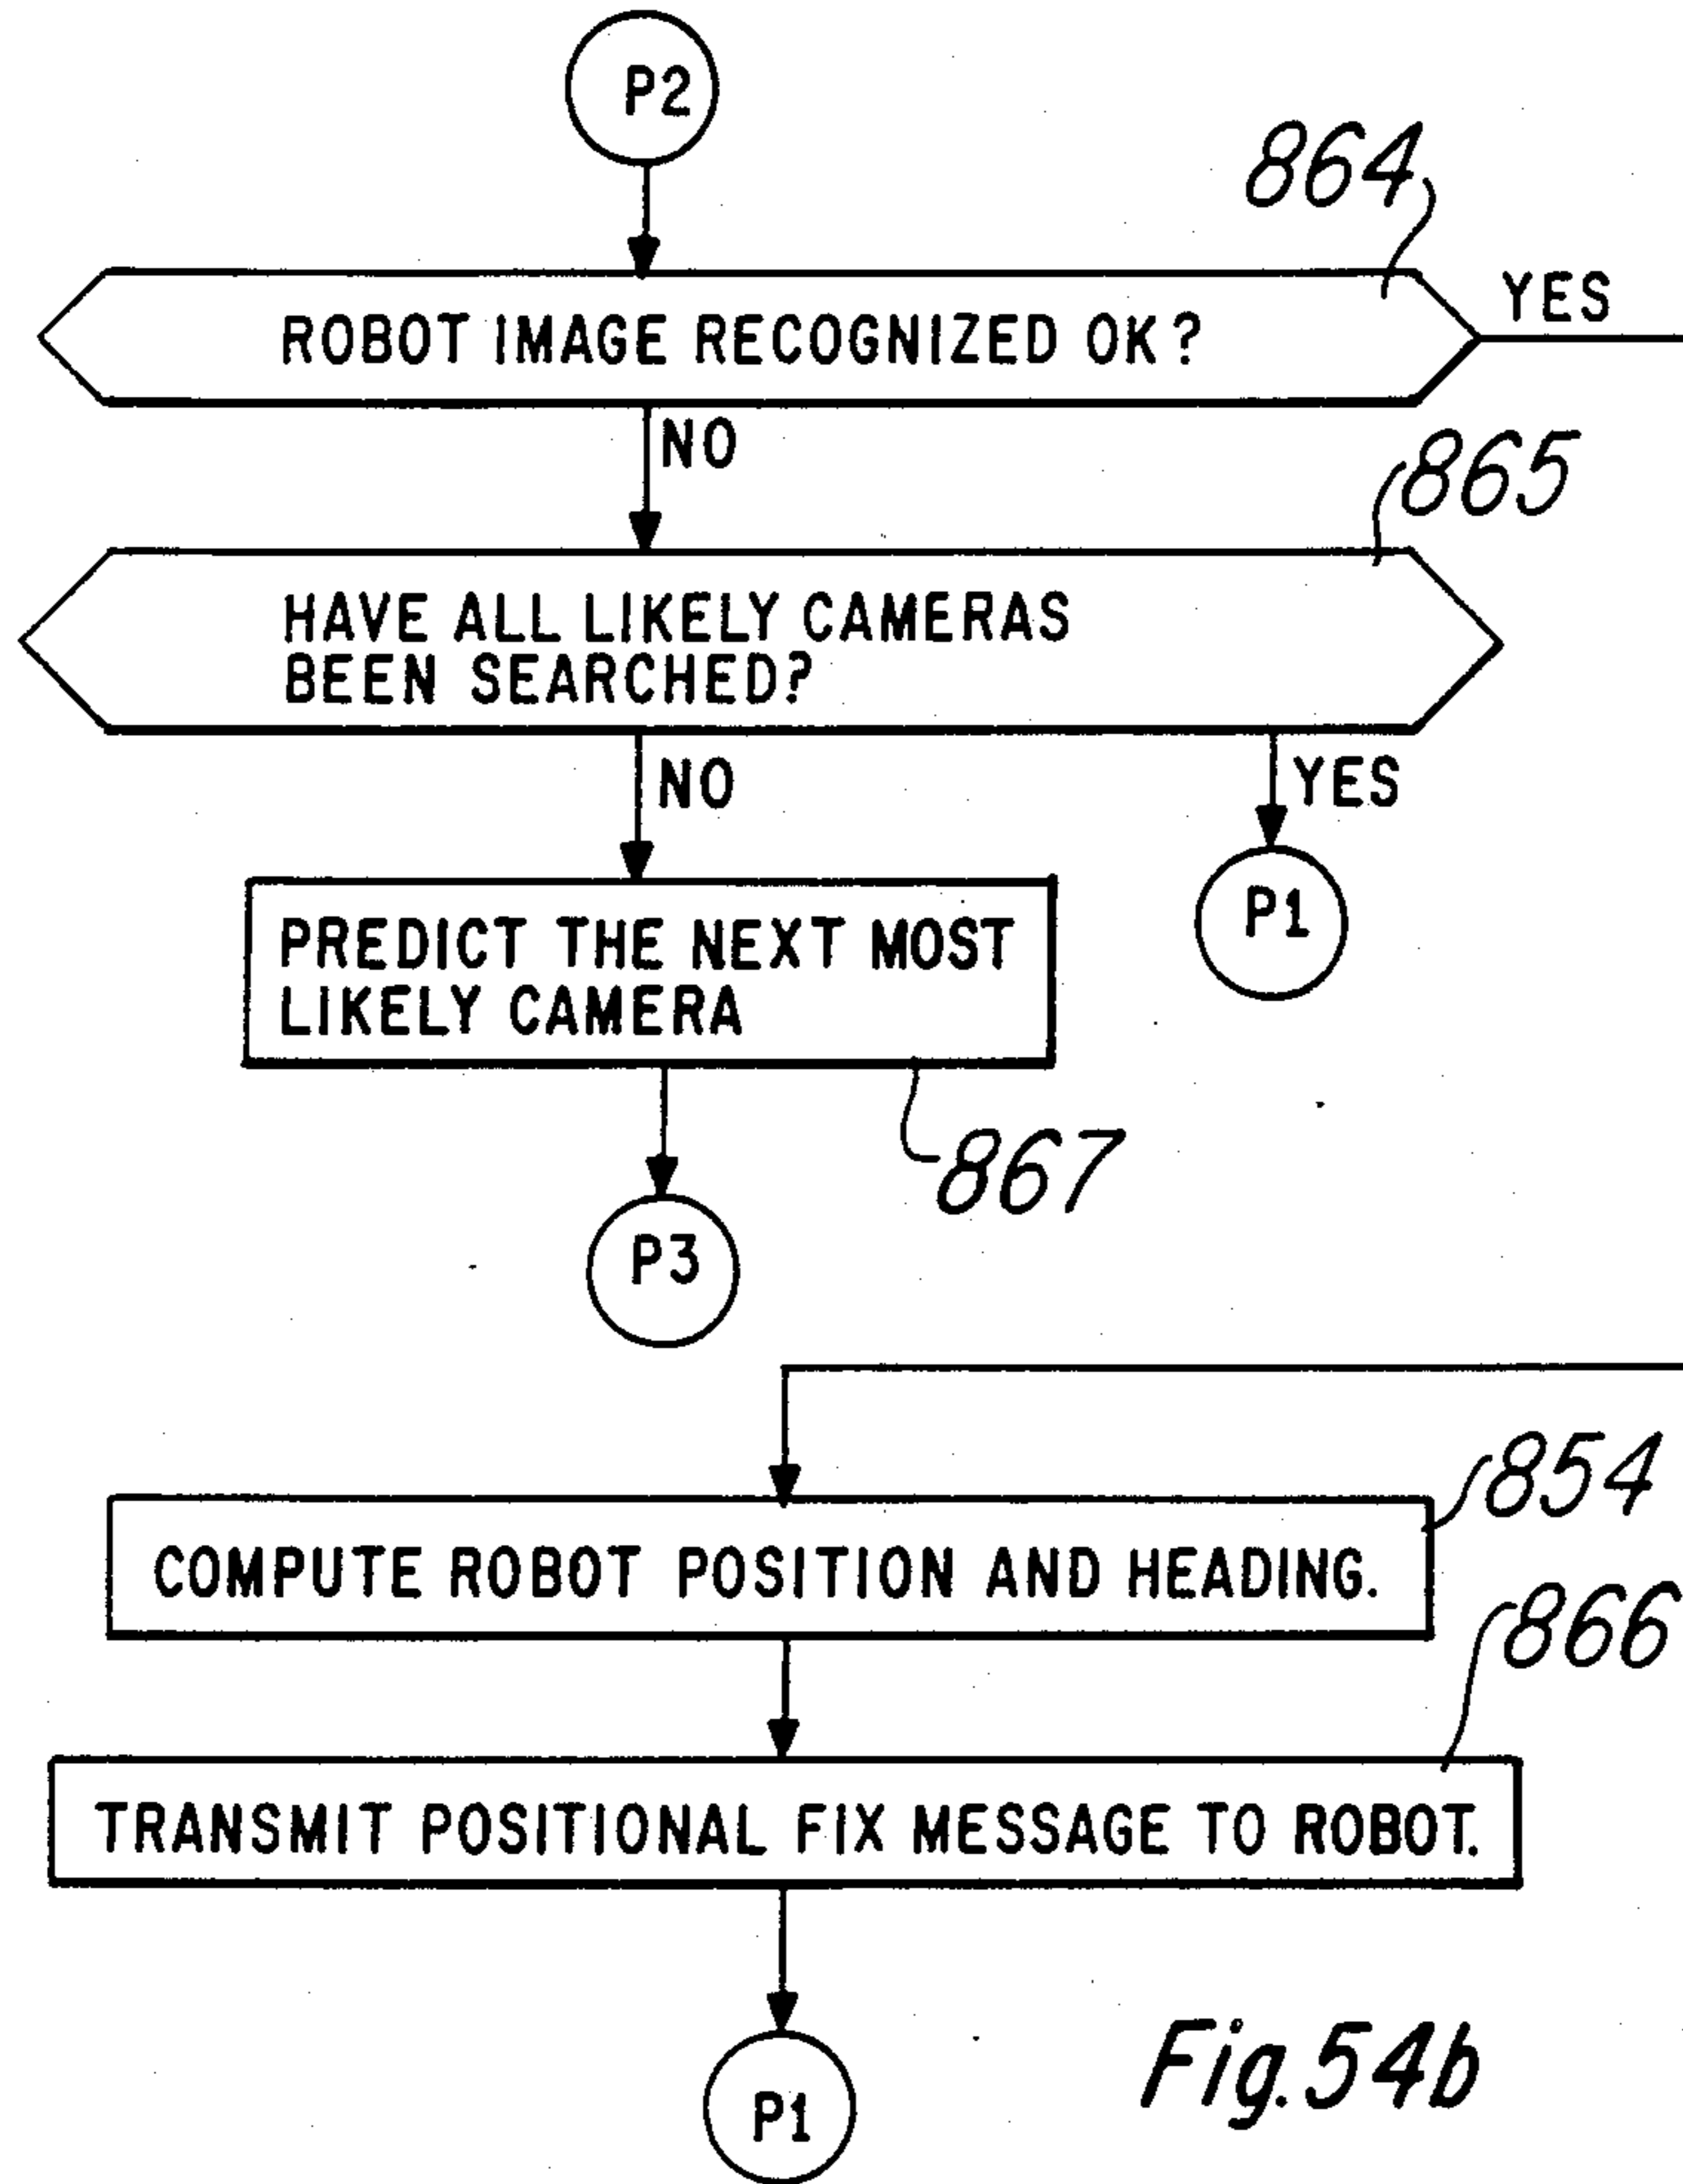 P2
864
ROBOT IMAGE RECOGNIZED OK?
YES
NO
865
HAVE ALL LIKELY CAMERAS
BEEN SEARCHED?
NO
YES
P1
PREDICT THE NEXT MOST
LIKELY CAMERA
867
P3
854
COMPUTE ROBOT POSITION AND HEADING.
866
TRANSMIT POSITIONAL FIX MESSAGE TO ROBOT.
P1
Fig. 54b